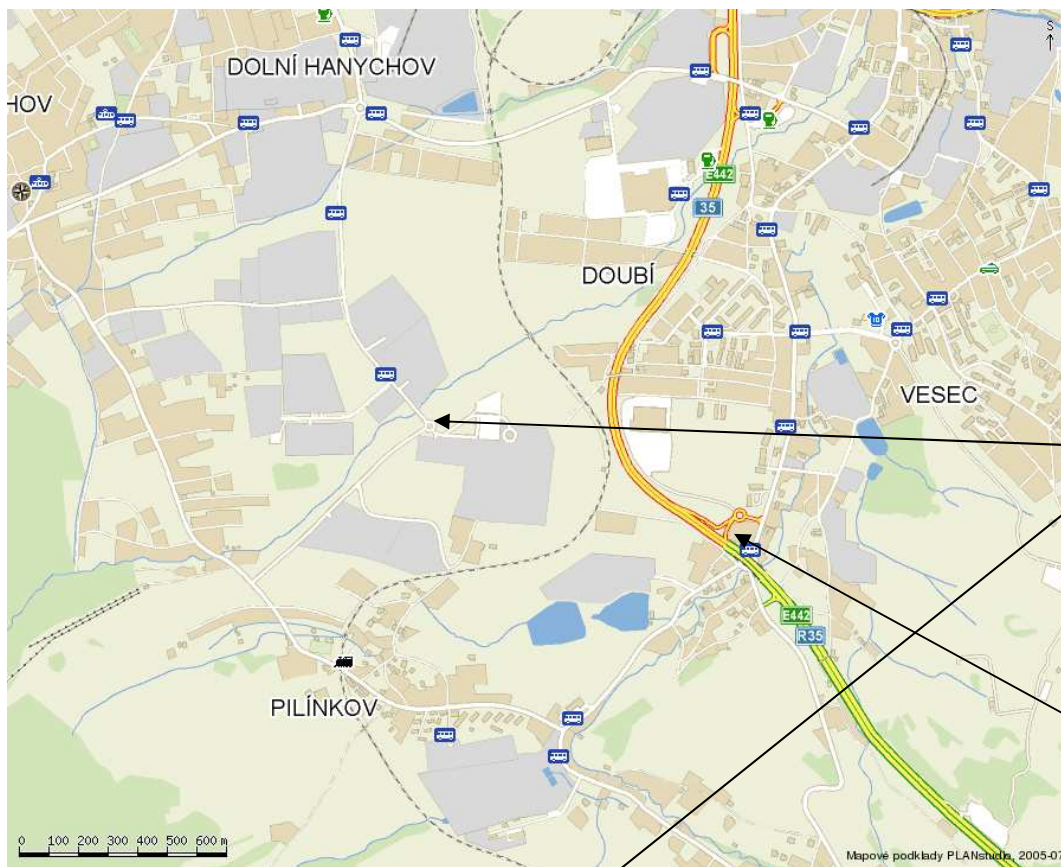 S
DOLNÍ HANYCHOV
HOV
E442
35
DOUBÍ
10
VESEC
E442
R35
PILÍNKOV
0 100 200 300 400 500 600 m
Mapové podklady PLANstudio, 2005-07